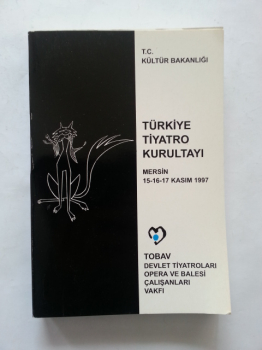 T.C.
KÜLTÜR BAKANLIĞI
TÜRKİYE
TİYATRO
KURULTAYI
MERSİN
15-16-17 KASIM 1997
TOBAV
DEVLET TİYATROLARI
OPERA VE BALESİ
ÇALIŞANLARI
VAKFI